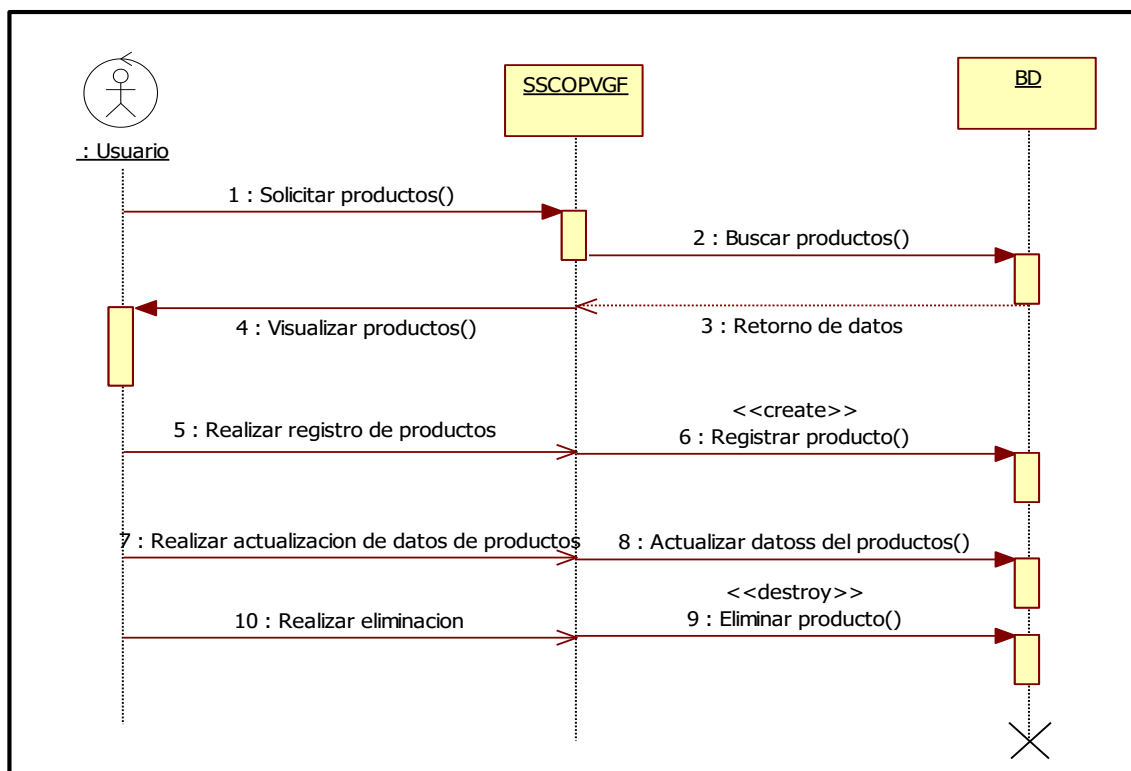 SSCOPVGF
BD
: Usuario
1 : Solicitar productos()
2 : Buscar productos()
3 : Retorno de datos
4 : Visualizar productos()
<<create>>
5 : Realizar registro de productos
6 : Registrar producto()
7 : Realizar actualizacion de datos de productos
8 : Actualizar datoss del productos()
<<destroy>>
10 : Realizar eliminacion
9 : Eliminar producto()